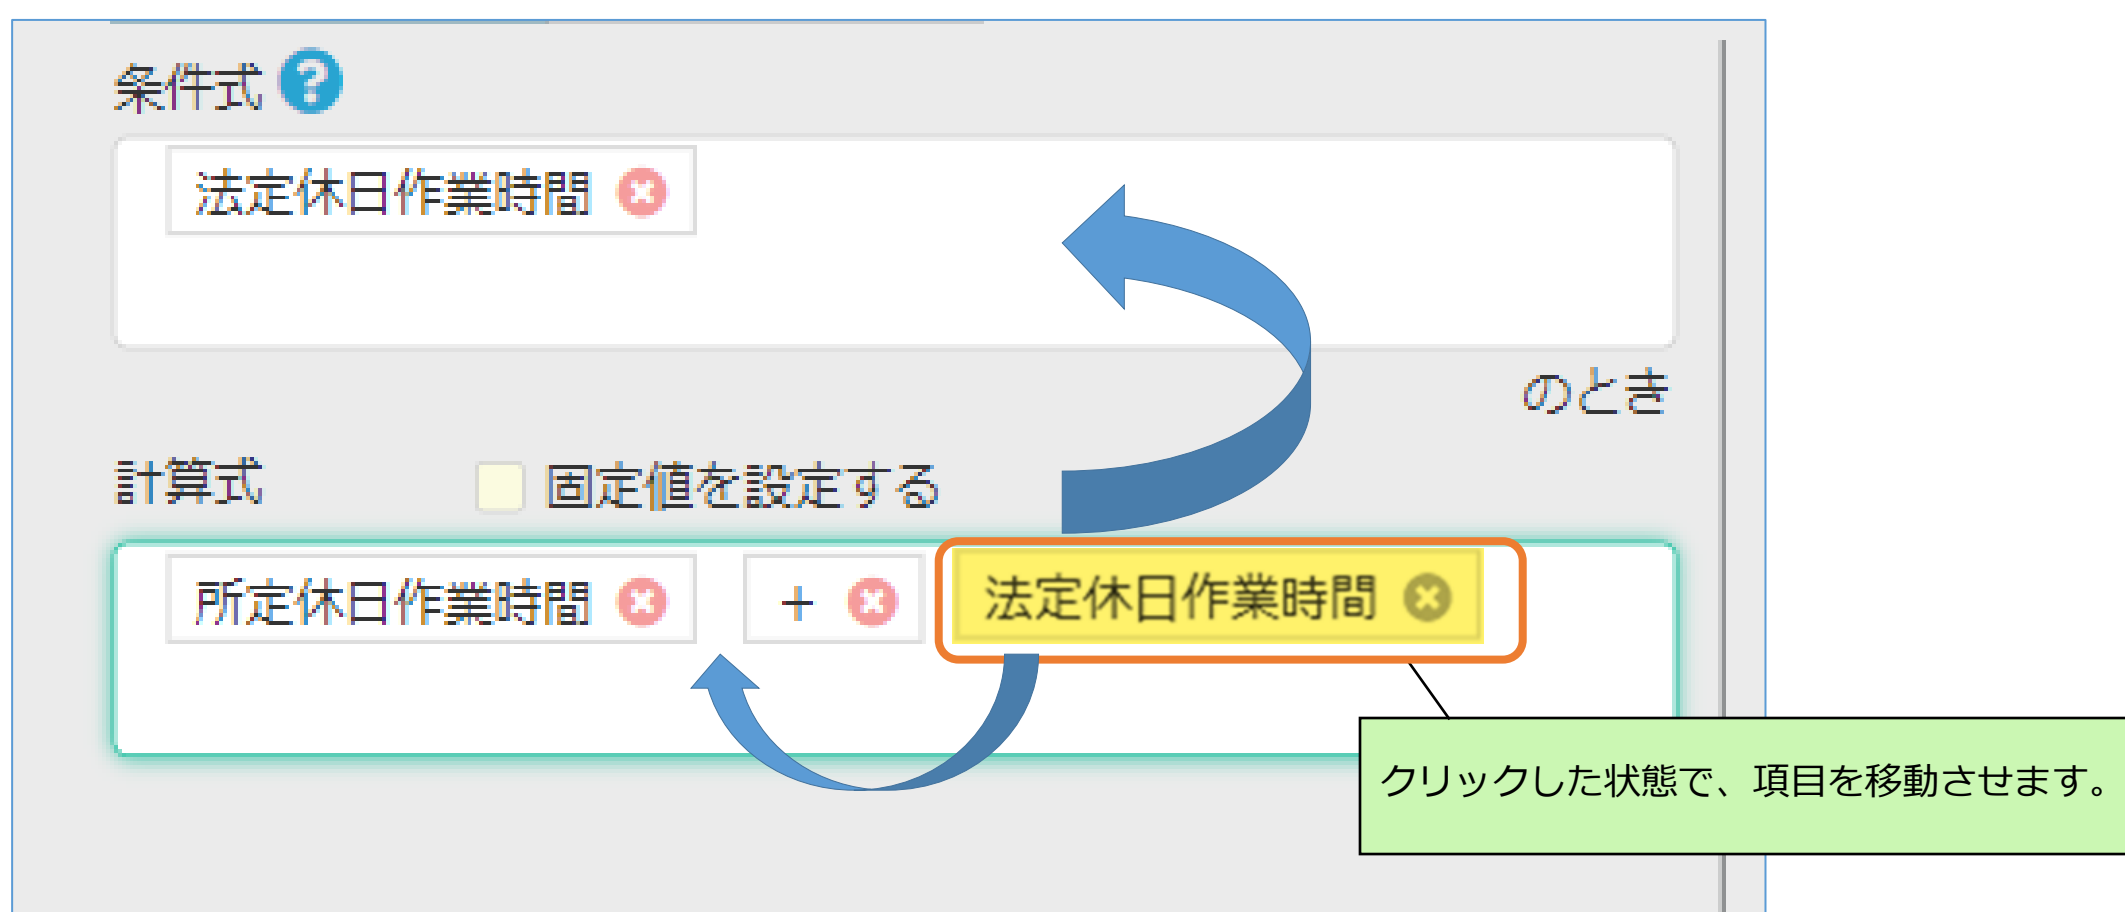 条件式 ?
法定休日作業時間
のとき
計算式 固定値を設定する
所定休日作業時間 + 法定休日作業時間
クリックした状態で、項目を移動させます。